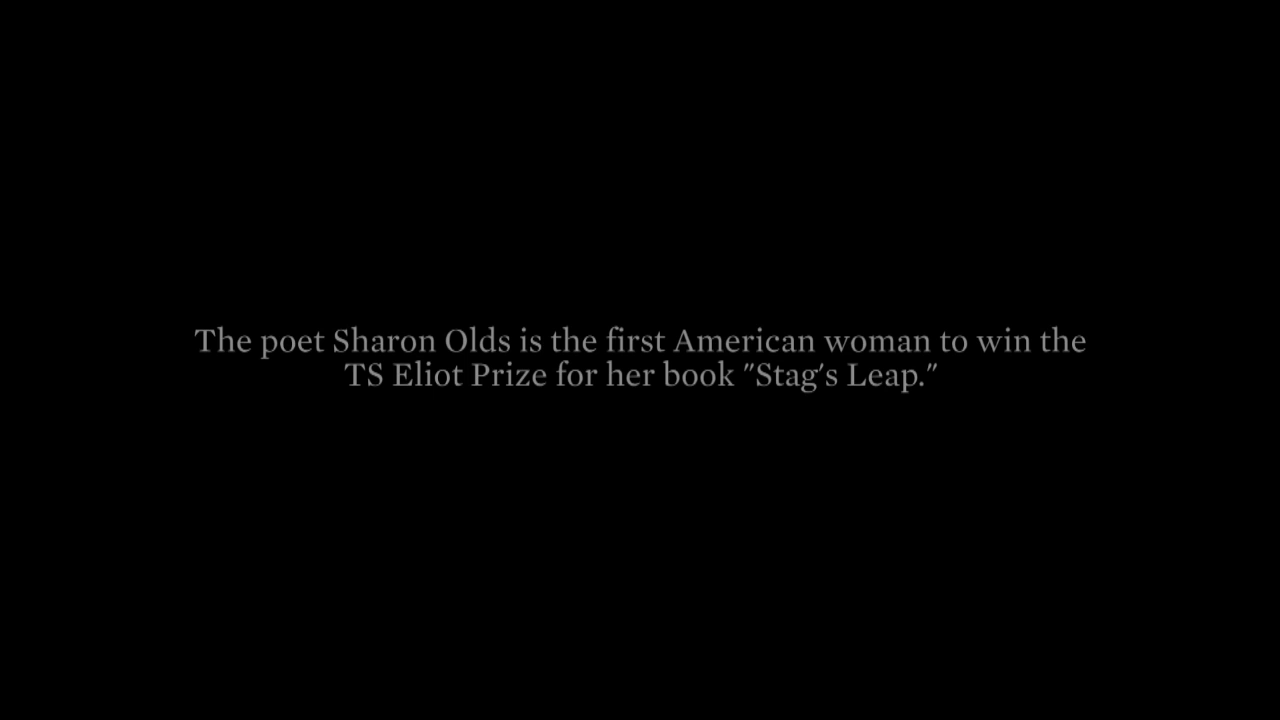 The poet Sharon Olds is the first American woman to win the
TS Eliot Prize for her book "Stag's Leap."